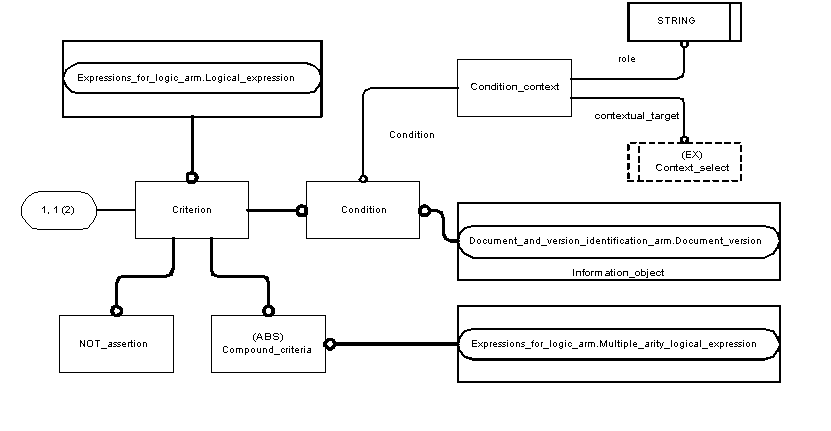 STRING
role
Expressions_for_logic_arm.Logical_expression
Condition_context
contextual_target
Condition
(EX)
Context_select
1, 1 (2)
Criterion
Condition
Document_and_version_identification_arm.Document_version
Information_object
NOT_assertion
(ABS)
Compound_criteria
Expressions_for_logic_arm.Multiple_arity_logical_expression